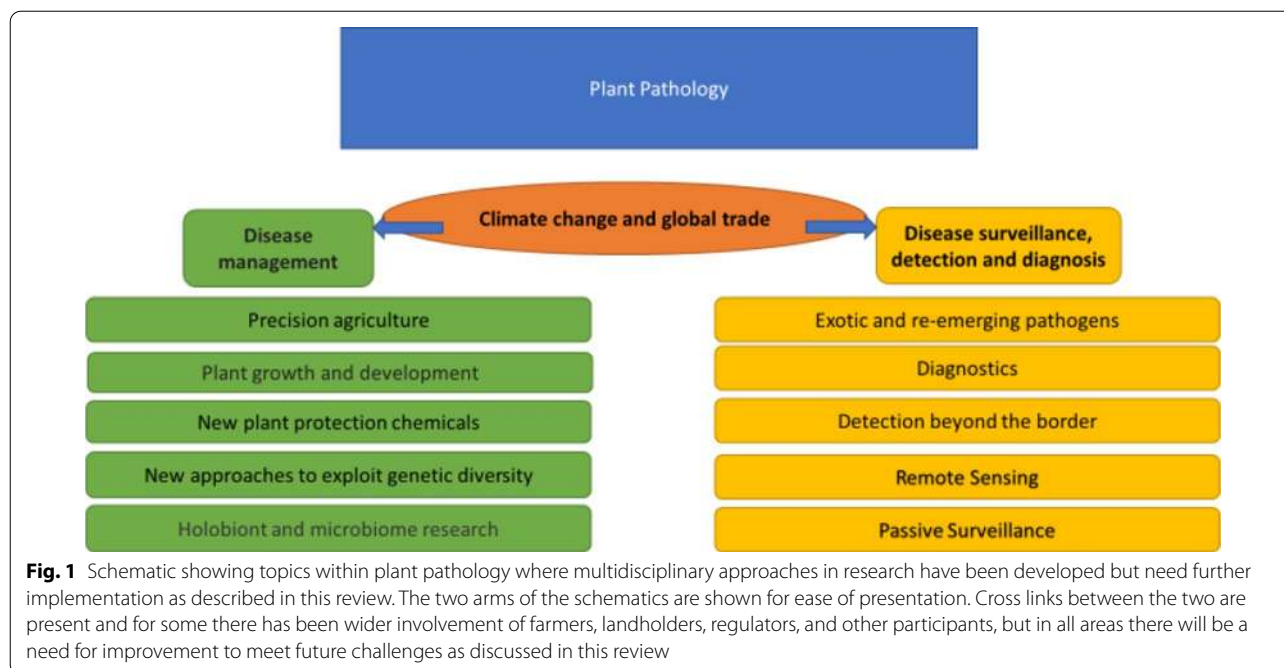 Plant Pathology
Climate change and global trade
Disease
management
Disease surveillance,
detection and diagnosis
Precision agriculture
Plant growth and development
New plant protection chemicals
New approaches to exploit genetic diversity
Holobiont and microbiome research
Exotic and re-emerging pathogens
Diagnostics
Detection beyond the border
Remote Sensing
Passive Surveillance
Fig. 1 Schematic showing topics within plant pathology where multidisciplinary approaches in research have been developed but need further
implementation as described in this review. The two arms of the schematics are shown for ease of presentation. Cross links between the two are
present and for some there has been wider involvement of farmers, landholders, regulators, and other participants, but in all areas there will be a
need for improvement to meet future challenges as discussed in this review